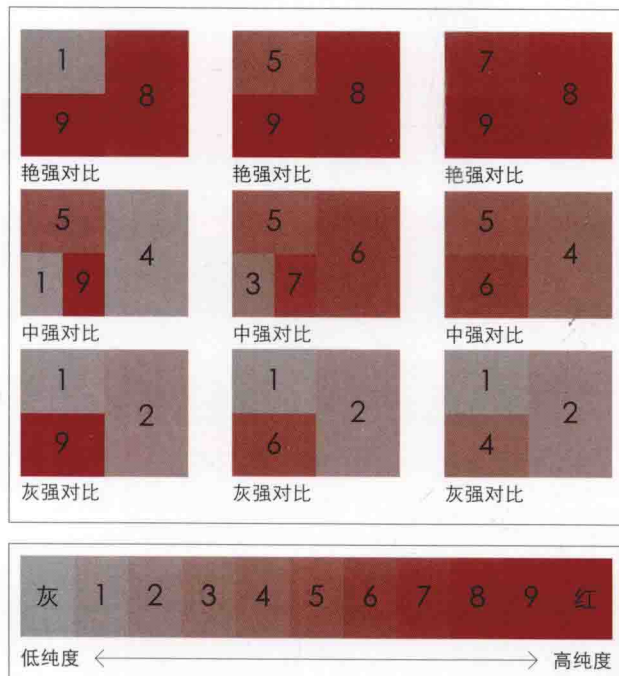 1 8 9
5 8 9
7 8 9
艳强对比 艳强对比 艳强对比
5 4 1 9
5 6 3 7
5 4 6
中强对比 中强对比 中强对比
1 2 9
1 2 6
1 2 4
灰强对比 灰强对比 灰强对比
灰 1 2 3 4 5 6 7 8 9 红
低纯度 高纯度